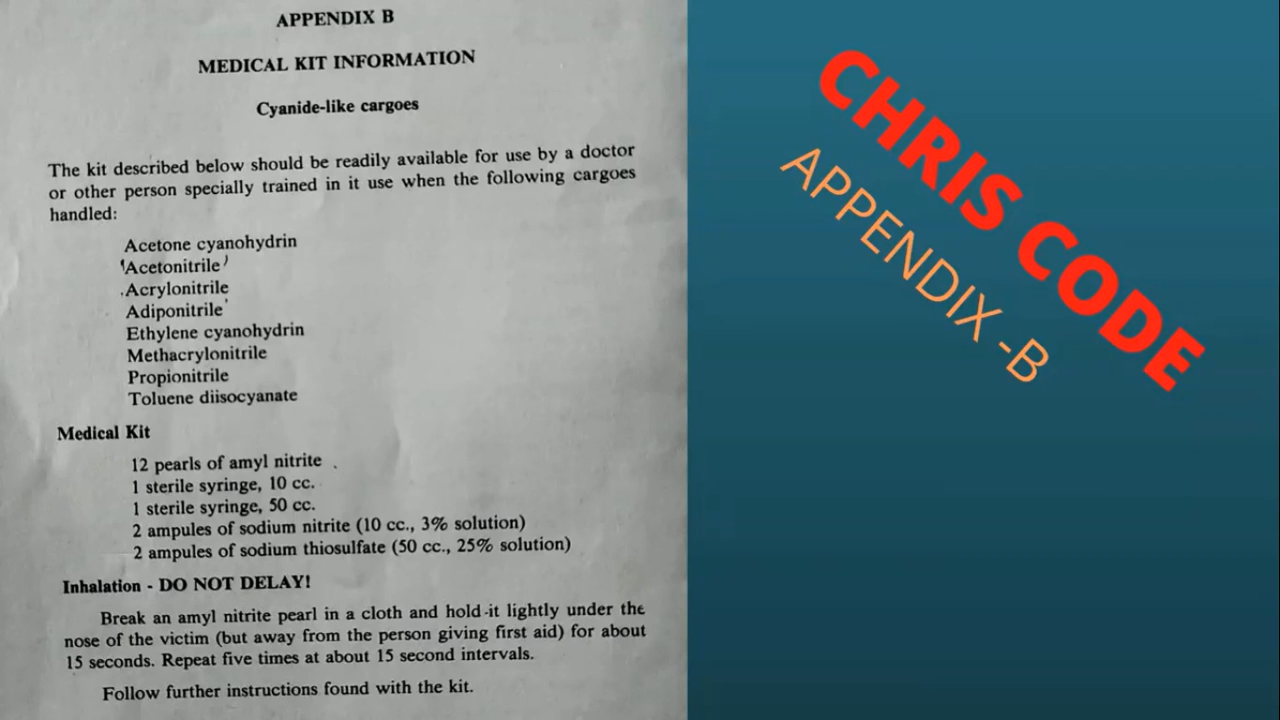 APPENDIX B
MEDICAL KIT INFORMATION
Cyanide-like cargoes
The kit described below should be readily available for use by a doctor
or other person specially trained in it use when the following cargoes
handled:
Acetone cyanohydrin
Acetonitrile
Acrylonitrile
Adiponitrile
Ethylene cyanohydrin
Methacrylonitrile
Propionitrile
Toluene diisocyanate
Medical Kit
12 pearls of amyl nitrite
1 sterile syringe, 10 cc.
1 sterile syringe, 50 cc.
2 ampules of sodium nitrite (10 cc., 3% solution)
2 ampules of sodium thiosulfate (50 cc., 25% solution)
Inhalation - DO NOT DELAY!
Break an amyl nitrite pearl in a cloth and hold it lightly under the
nose of the victim (but away from the person giving first aid) for about
15 seconds. Repeat five times at about 15 second intervals.
Follow further instructions found with the kit.
CHRIS CODE
APPENDIX -B